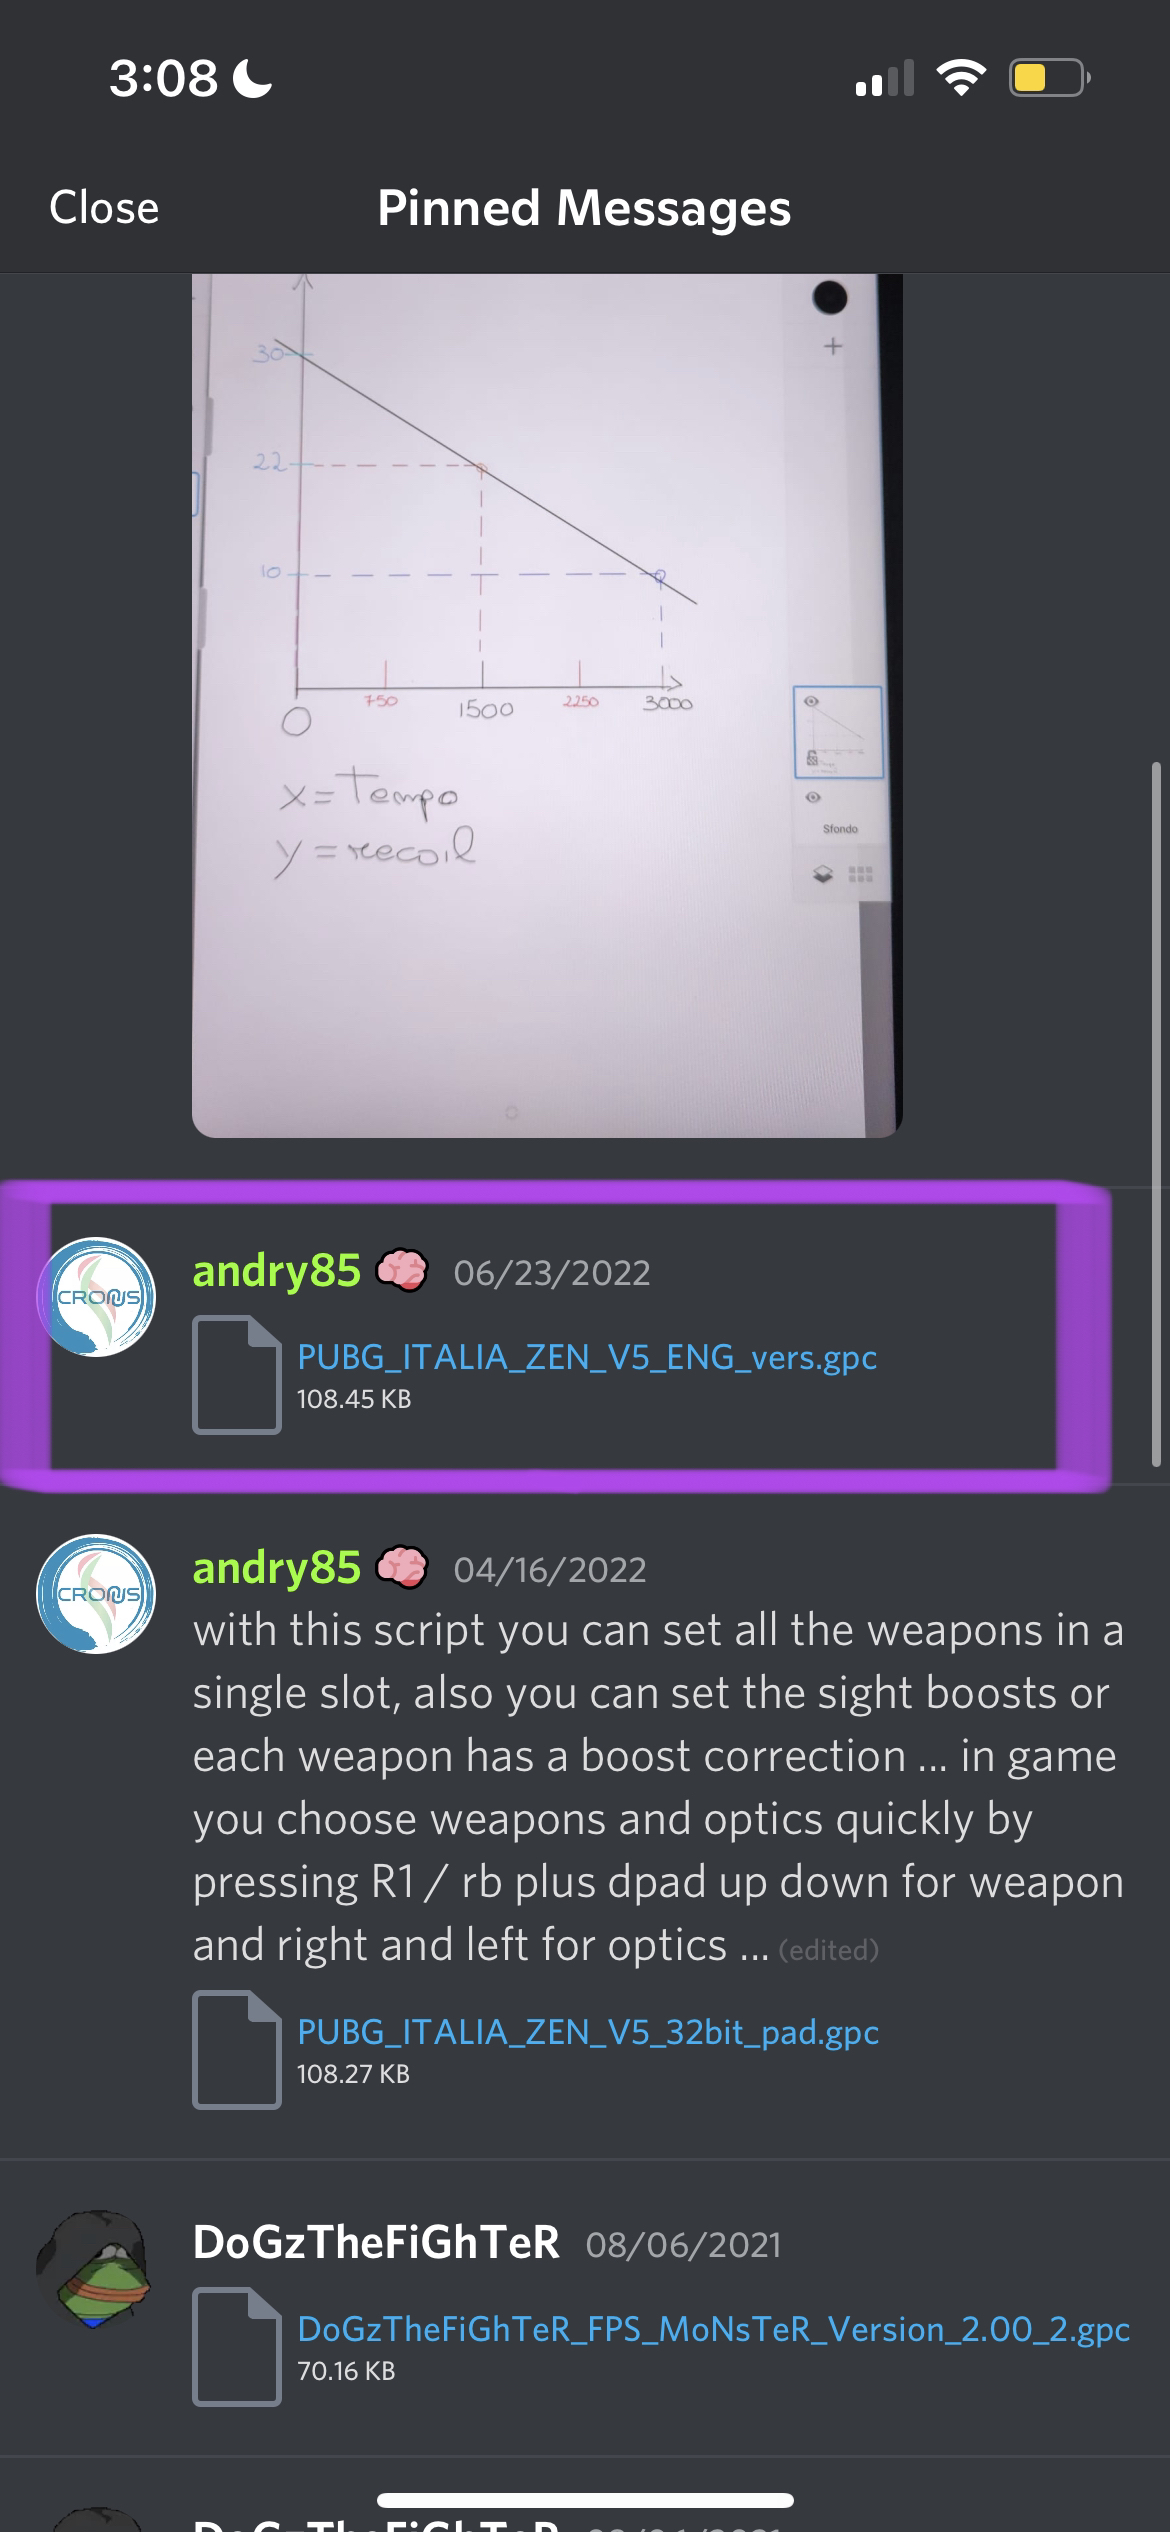 3:08
Close
Pinned Messages
30
22
10
O
750
1500
2250
3000
x=Tempo
y=recoil
Sfondo
andry85 🧠 06/23/2022
CRONUS
PUBG_ITALIA_ZEN_V5_ENG_vers.gpc
108.45 KB
andry85 🧠 04/16/2022
CRONUS
with this script you can set all the weapons in a
single slot, also you can set the sight boosts or
each weapon has a boost correction ... in game
you choose weapons and optics quickly by
pressing R1 / rb plus dpad up down for weapon
and right and left for optics ... (edited)
PUBG_ITALIA_ZEN_V5_32bit_pad.gpc
108.27 KB
DoGzTheFiGhTeR 08/06/2021
DoGzTheFiGhTeR_FPS_MoNsTeR_Version_2.00_2.gpc
70.16 KB
DoGzTheFiGhTeR